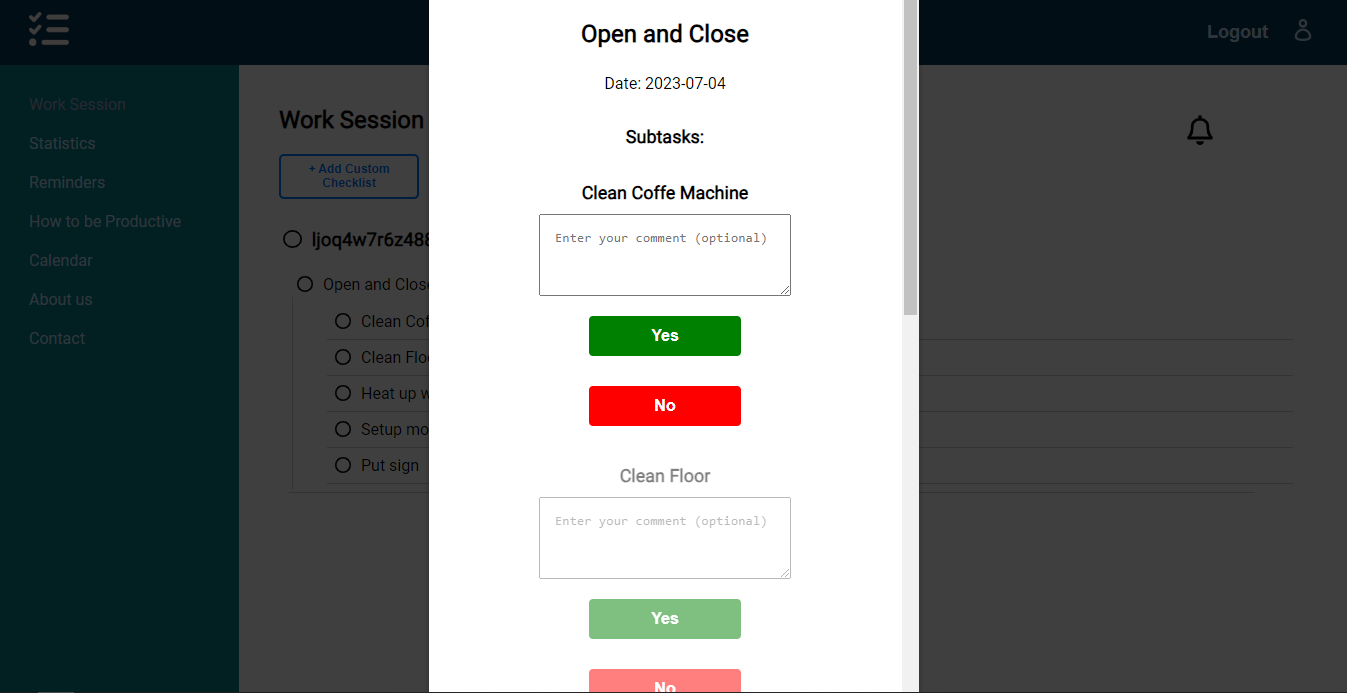 Logout
Work Session
Statistics
Reminders
How to be Productive
Calendar
About us
Contact
Work Session
+ Add Custom
Checklist
ljoq4w7r6z488
Open and Close
Clean Cof
Clean Floo
Heat up w
Setup mo
Put sign
Open and Close
Date: 2023-07-04
Subtasks:
Clean Coffe Machine
Enter your comment (optional)
Yes
No
Clean Floor
Enter your comment (optional)
Yes
No